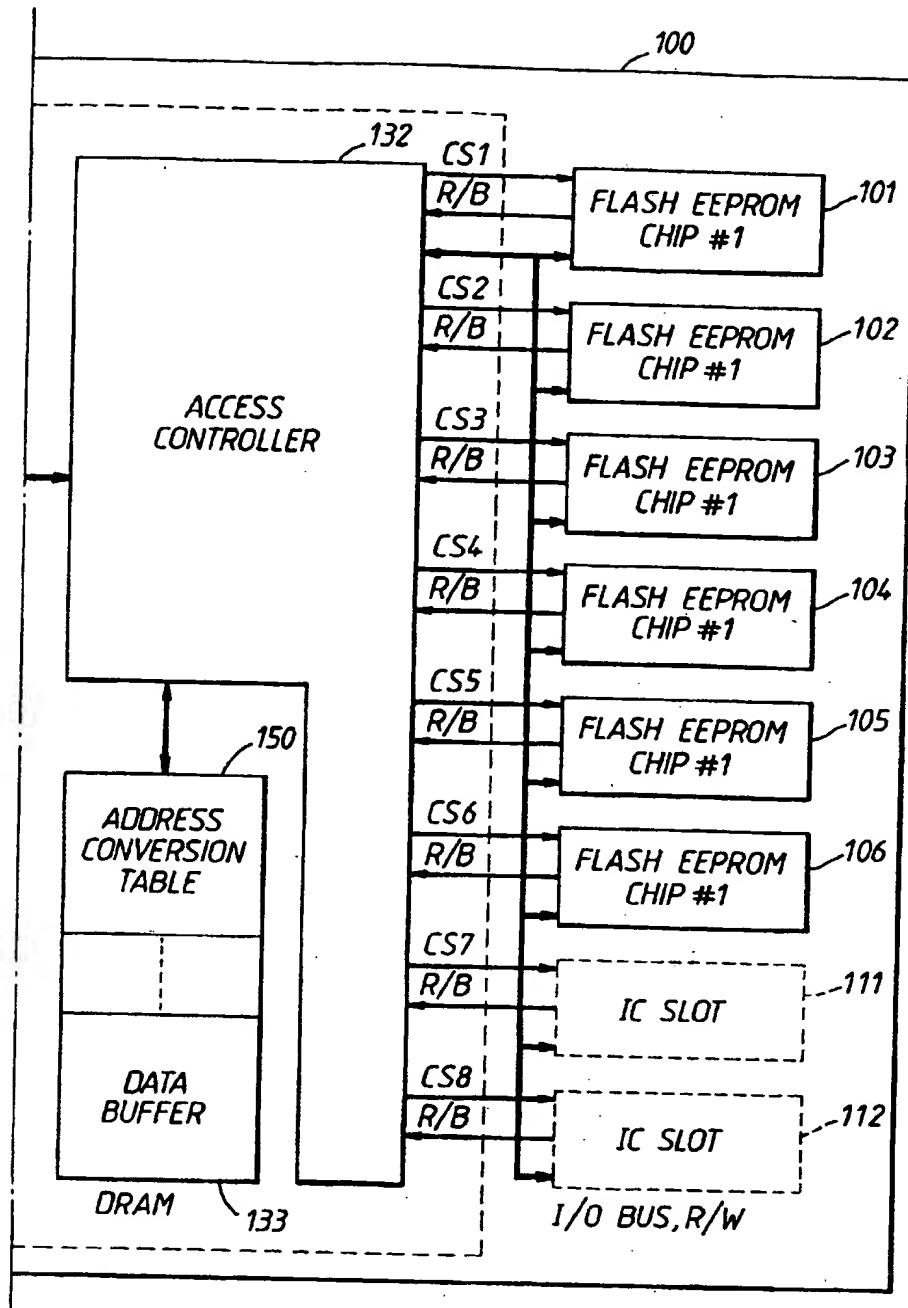 100
132
CS1
R/B
FLASH EEPROM
CHIP #1
101
CS2
R/B
FLASH EEPROM
CHIP #1
102
ACCESS
CONTROLLER
CS3
R/B
FLASH EEPROM
CHIP #1
103
CS4
R/B
FLASH EEPROM
CHIP #1
104
CS5
R/B
FLASH EEPROM
CHIP #1
105
150
ADDRESS
CONVERSION
TABLE
CS6
R/B
FLASH EEPROM
CHIP #1
106
CS7
R/B
IC SLOT
111
DATA
BUFFER
CS8
R/B
IC SLOT
112
DRAM
133
I/O BUS, R/W